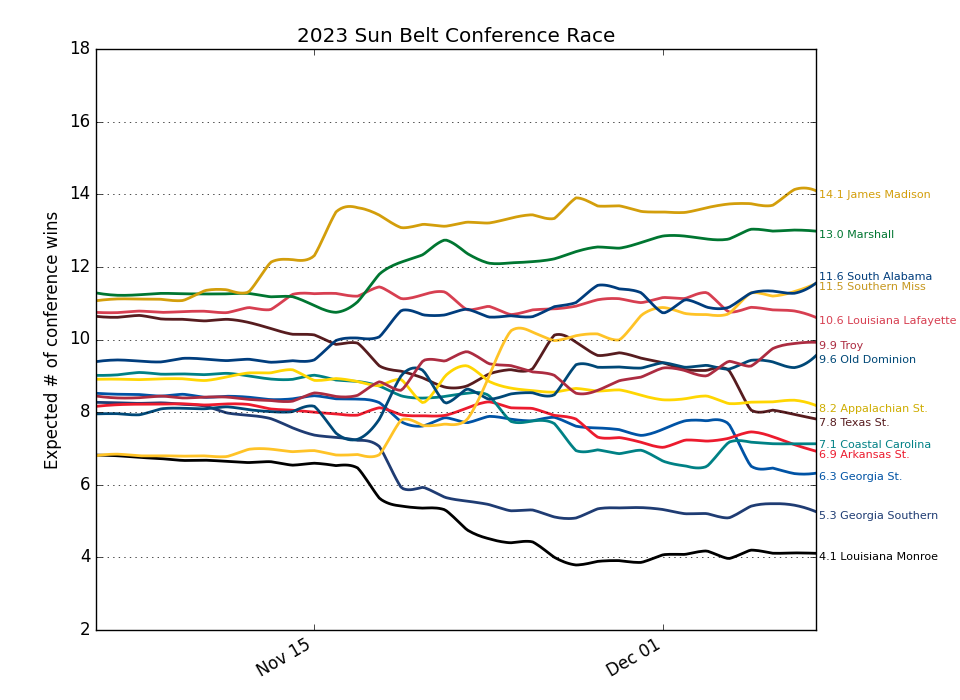 2023 Sun Belt Conference Race
Expected # of conference wins
18
16
14
12
10
8
6
4
2
Nov 15
Dec 01
14.1 James Madison
13.0 Marshall
11.6 South Alabama
11.5 Southern Miss
10.6 Louisiana Lafayette
9.9 Troy
9.6 Old Dominion
8.2 Appalachian St.
7.8 Texas St.
7.1 Coastal Carolina
6.9 Arkansas St.
6.3 Georgia St.
5.3 Georgia Southern
4.1 Louisiana Monroe